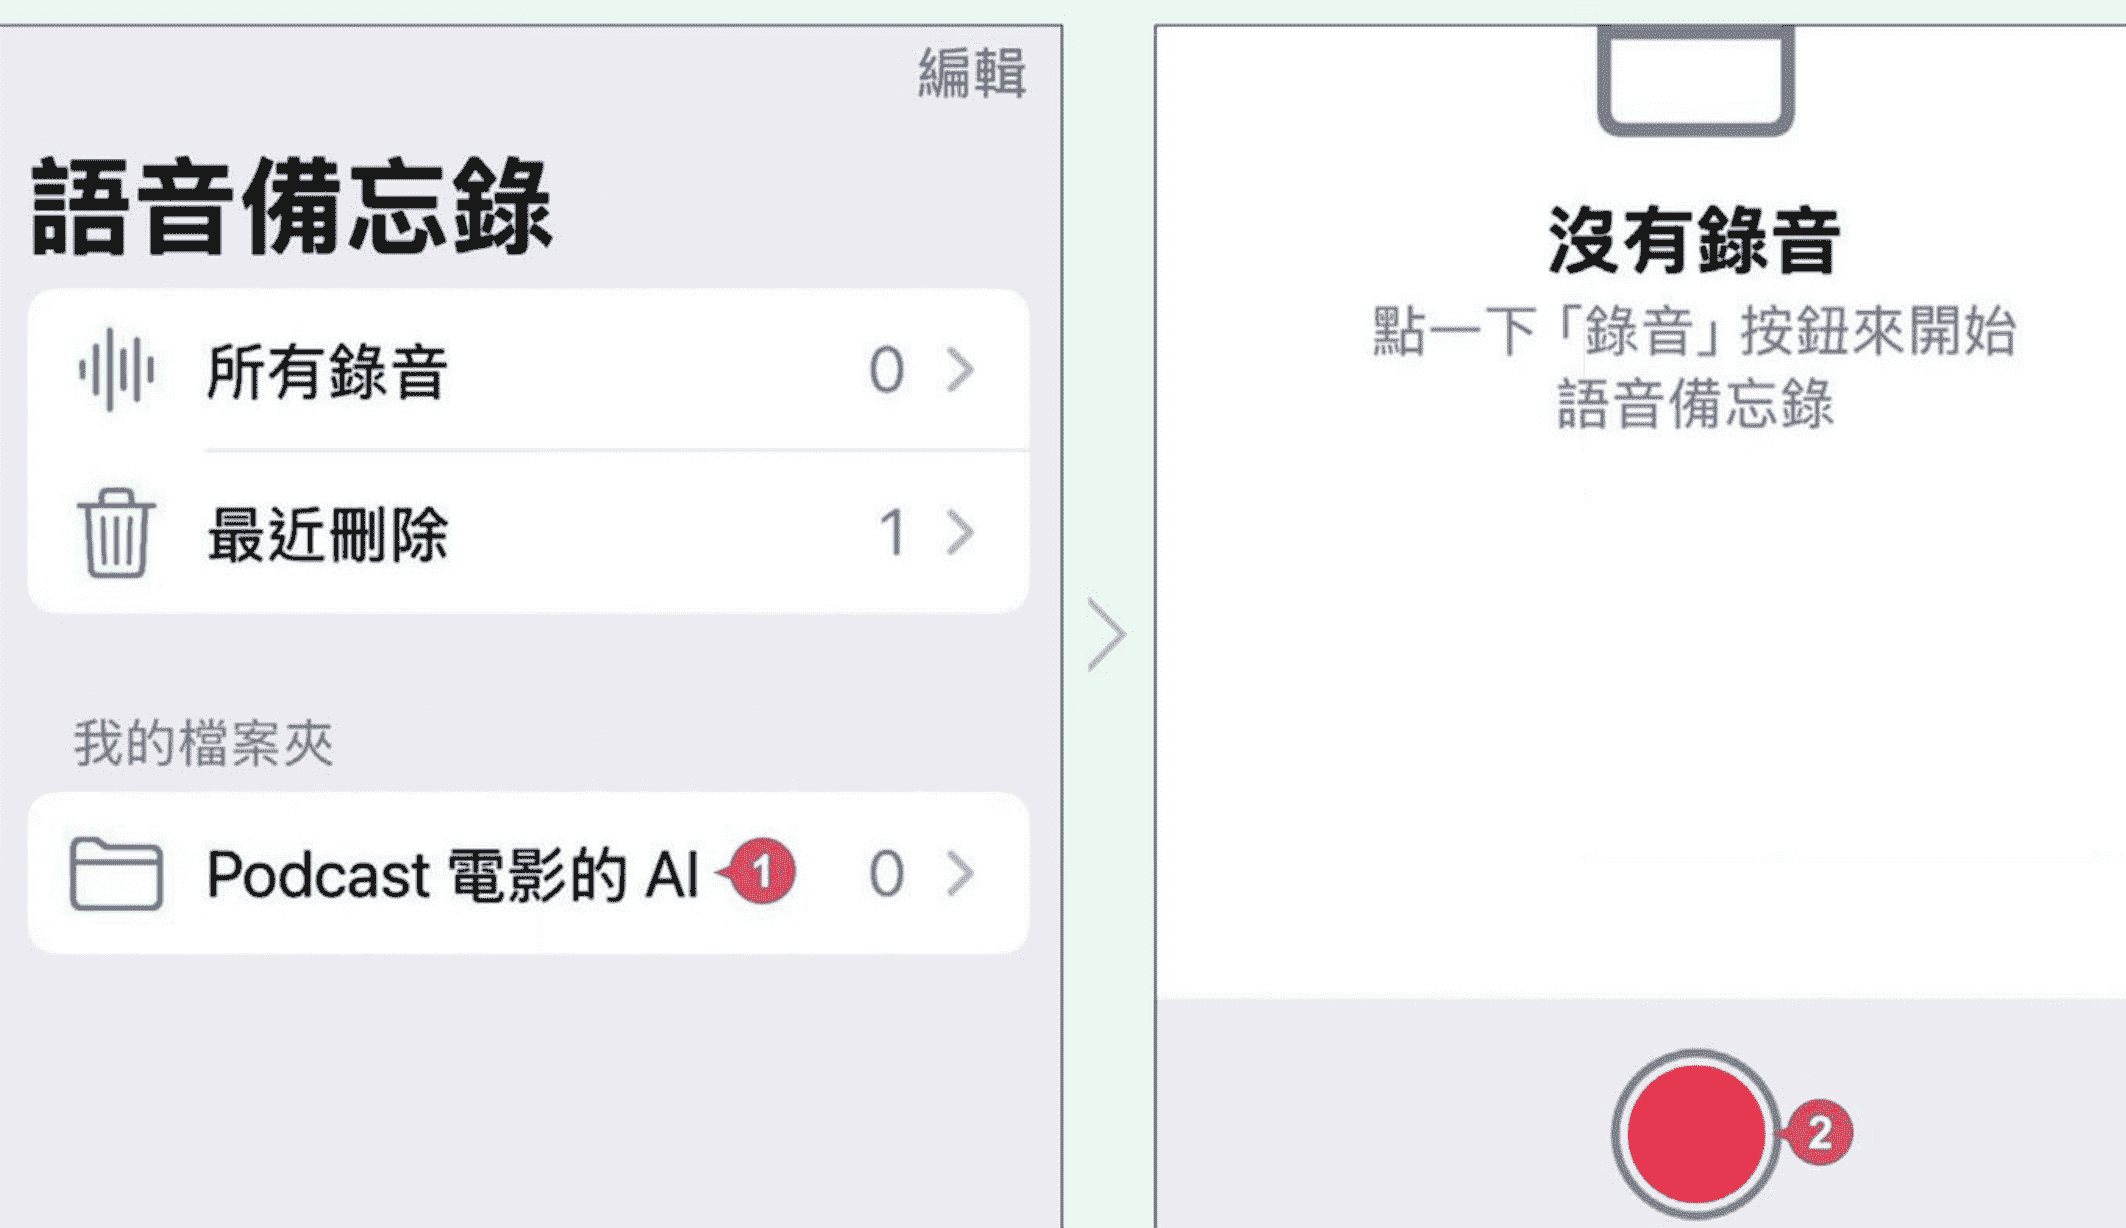 編輯
語音備忘錄
所有錄音 0
最近刪除 1
我的檔案夾
Podcast 電影的 AI 1 0
沒有錄音
點一下「錄音」按鈕來開始
語音備忘錄
2